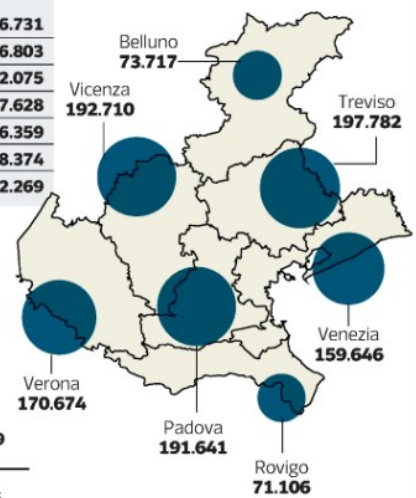 6.731
6.803
2.075
7.628
6.359
8.374
2.269
9
Belluno
73.717
Vicenza
192.710
Treviso
197.782
Venezia
159.646
Verona
170.674
Padova
191.641
Rovigo
71.106